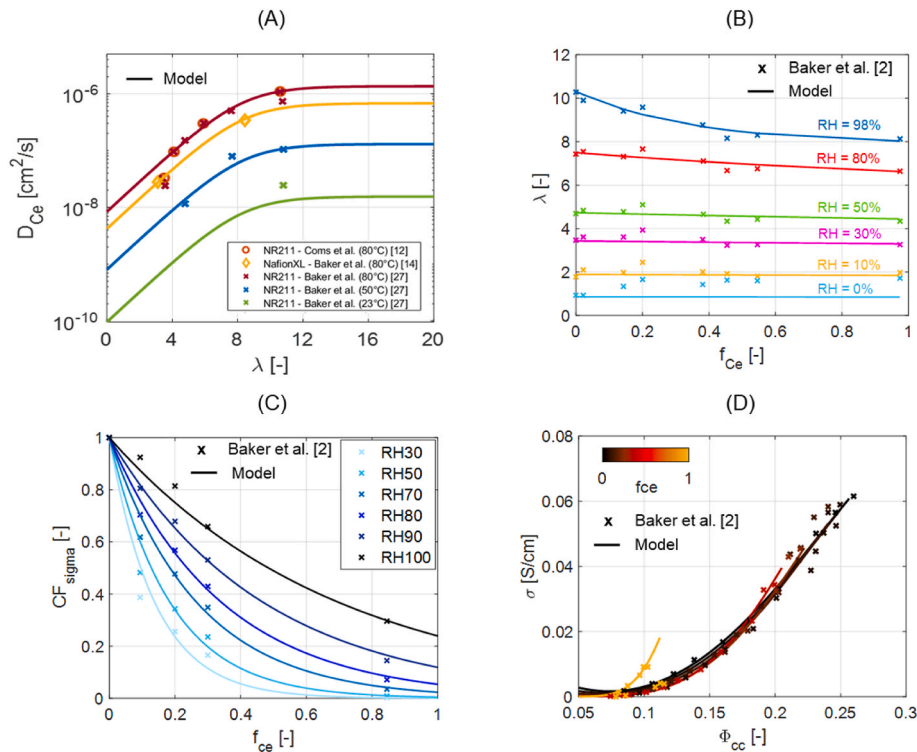 (A)
D_Ce [cm²/s]
10⁻⁶
10⁻⁸
10⁻¹⁰
Model
NR211 - Coms et al. (80°C) [12]
NafionXL - Baker et al. (80°C) [14]
NR211 - Baker et al. (80°C) [27]
NR211 - Baker et al. (50°C) [27]
NR211 - Baker et al. (23°C) [27]
0 4 8 12 16 20
λ [-]
(B)
λ [-]
12
10
8
6
4
2
0
Baker et al. [2]
Model
RH = 98%
RH = 80%
RH = 50%
RH = 30%
RH = 10%
RH = 0%
0 0.2 0.4 0.6 0.8 1
f_Ce [-]
(C)
CF_sigma [-]
1
0.8
0.6
0.4
0.2
0
Baker et al. [2]
Model
RH30
RH50
RH70
RH80
RH90
RH100
0 0.2 0.4 0.6 0.8 1
f_ce [-]
(D)
σ [S/cm]
0.08
0.06
0.04
0.02
0
0 1
fce
Baker et al. [2]
Model
0.05 0.1 0.15 0.2 0.25 0.3
Φ_cc [-]